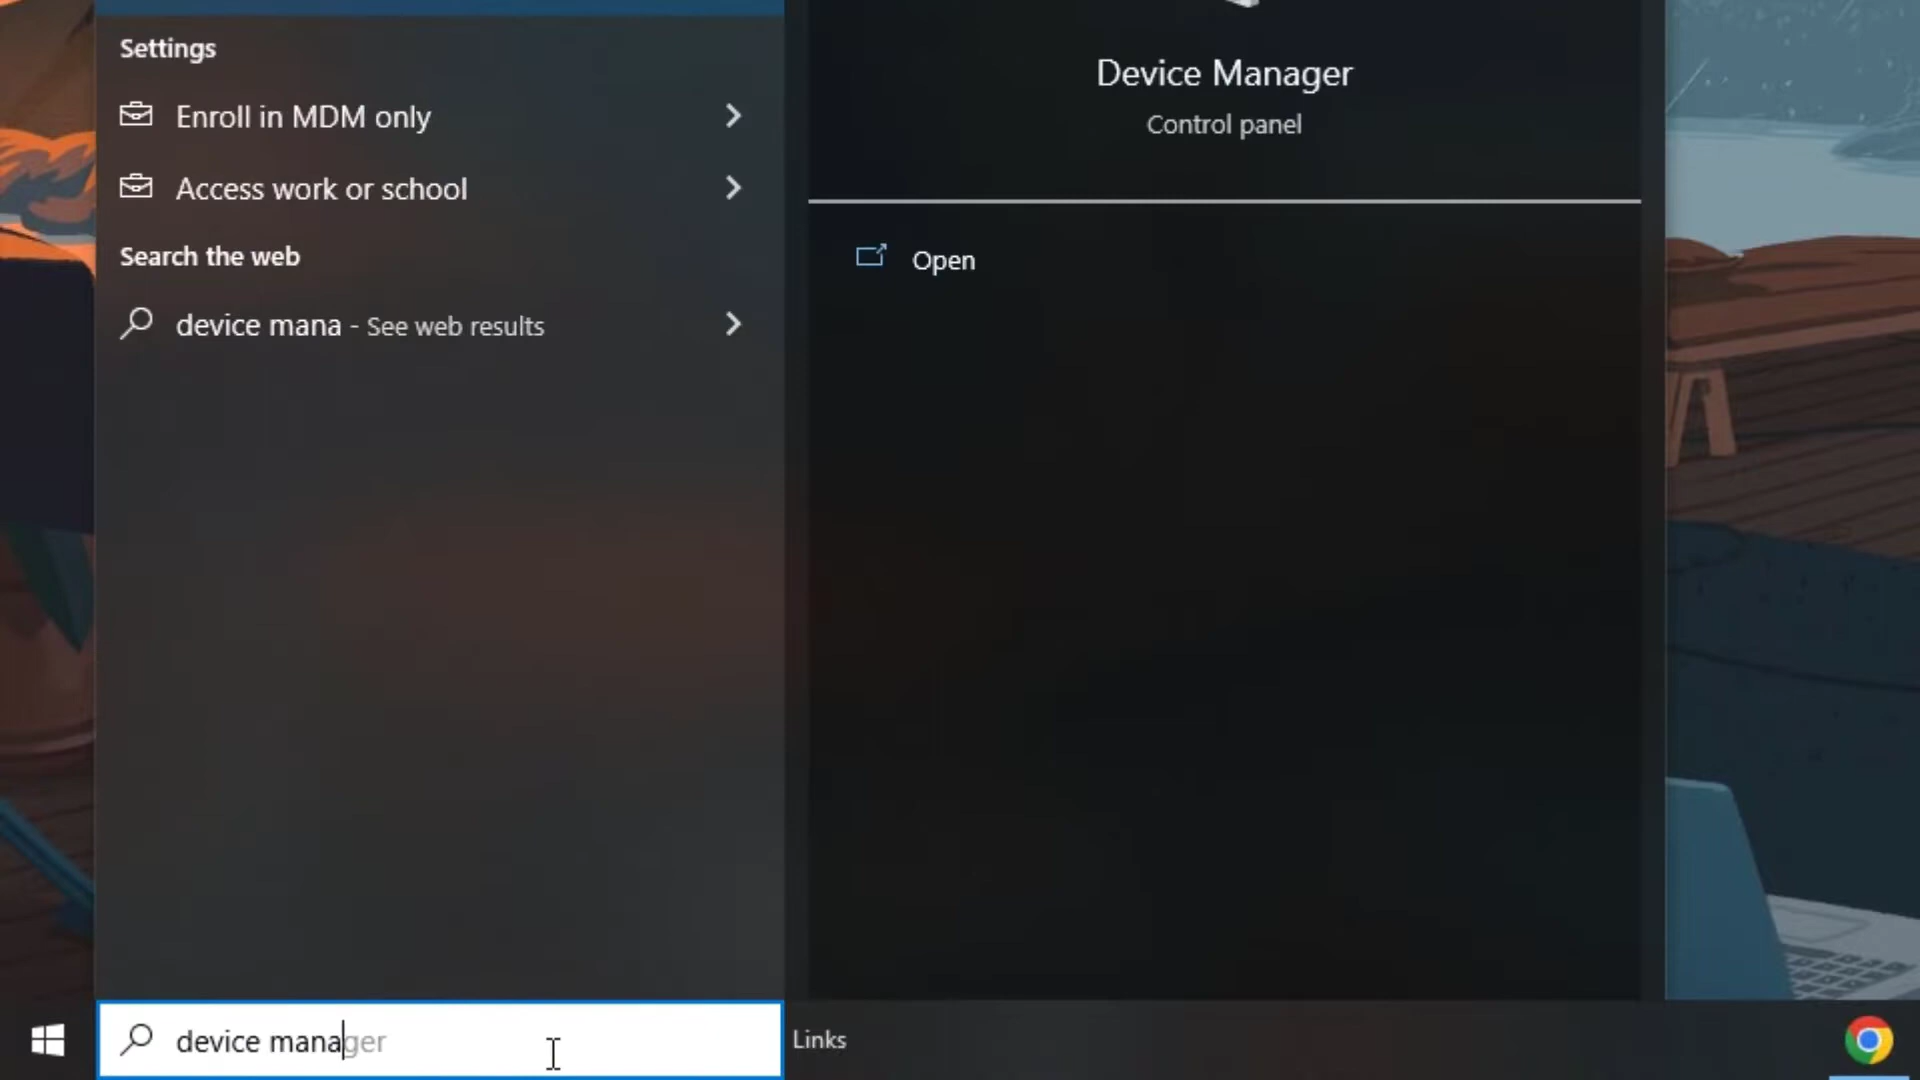 Settings
Enroll in MDM only
Access work or school
Search the web
device mana - See web results
Device Manager
Control panel
Open
device manager
Links